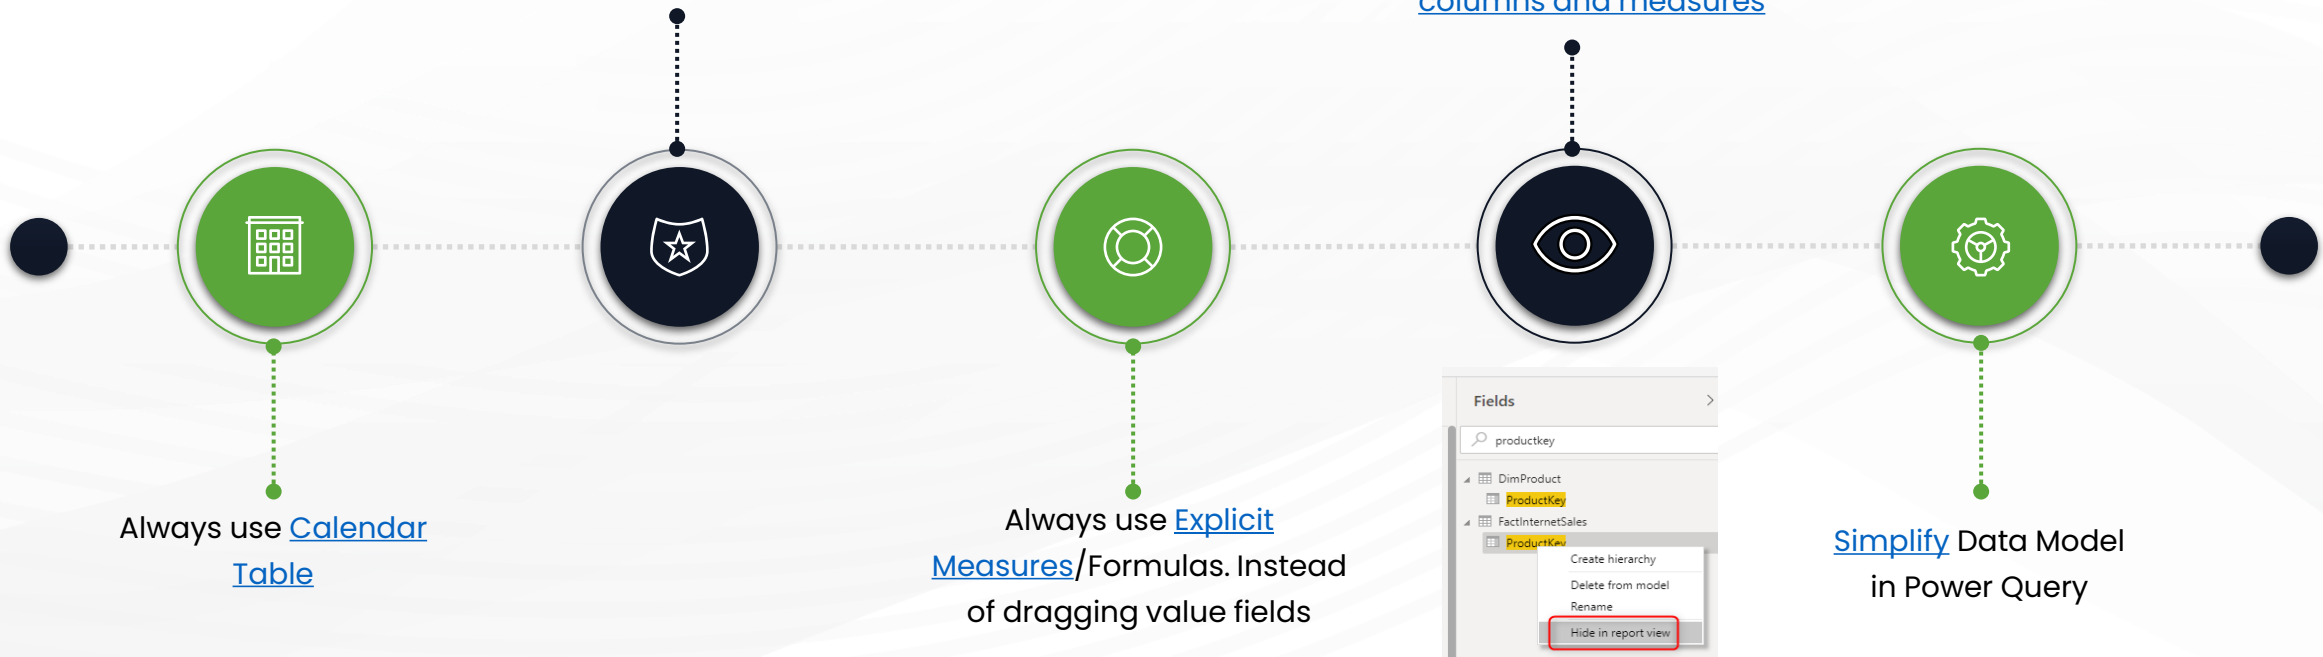 columns and measures
Always use Calendar
Table
Always use Explicit
Measures/Formulas. Instead
of dragging value fields
Fields
productkey
DimProduct
ProductKey
FactInternetSales
ProductKey
Create hierarchy
Delete from model
Rename
Hide in report view
Simplify Data Model
in Power Query